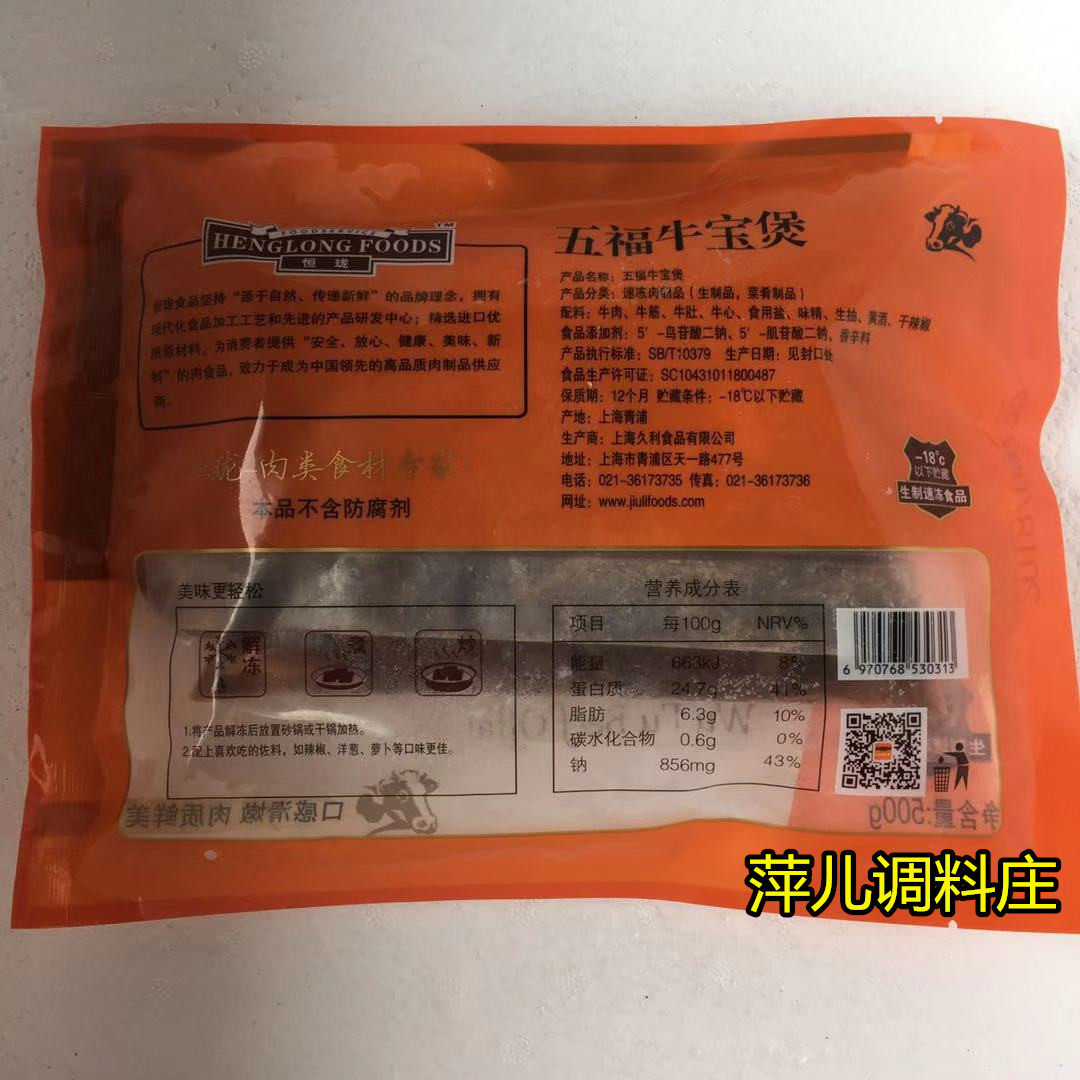 FOODSERVICE
HENGLONG FOODS
TM
恒珑
恒珑食品坚持“源于自然、传递新鲜”的品牌理念，拥有
现代化食品加工工艺和先进的产品研发中心；精选进口优
质原材料，为消费者提供“安全、放心、健康、美味、新
鲜”的肉食品，致力于成为中国领先的高品质肉制品供应
商。
肉类食材专家
本品不含防腐剂
五福牛宝煲
产品名称：五福牛宝煲
产品分类：速冻肉制品（生制品，菜肴制品）
配料：牛肉、牛筋、牛肚、牛心、食用盐、味精、生抽、黄酒、干辣椒
食品添加剂：5’-鸟苷酸二钠、5’-肌苷酸二钠、香辛料
产品执行标准：SB/T10379 生产日期：见封口处
食品生产许可证：SC10431011800487
保质期：12个月 贮藏条件：-18℃以下贮藏
产地：上海青浦
生产商：上海久利食品有限公司
地址：上海市青浦区天一路477号
电话：021-36173735 传真：021-36173736
网址：www.jiulifoods.com
-18℃
以下贮藏
生制速冻食品
美味更轻松
解冻
煮
炒
1.将产品解冻后放置砂锅或干锅加热。
2.配上喜欢吃的佐料，如辣椒、洋葱、萝卜等口味更佳。
营养成分表
项目 每100g NRV%
能量 663kJ 8%
蛋白质 24.7g 41%
脂肪 6.3g 10%
碳水化合物 0.6g 0%
钠 856mg 43%
6 970768 530313
口感滑嫩 肉质鲜美
净含量:500g
萍儿调料庄